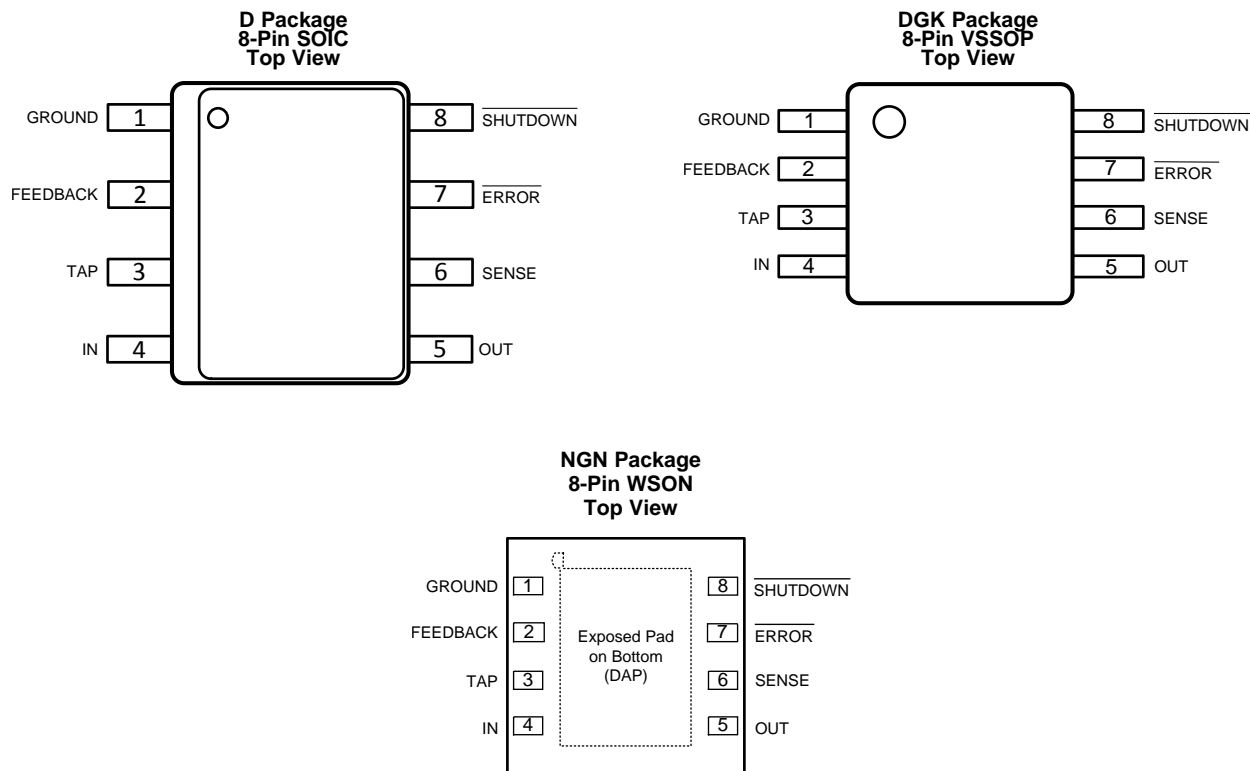 D Package
8-Pin SOIC
Top View
GROUND 1 8 SHUTDOWN
FEEDBACK 2 7 ERROR
TAP 3 6 SENSE
IN 4 5 OUT
DGK Package
8-Pin VSSOP
Top View
GROUND 1 8 SHUTDOWN
FEEDBACK 2 7 ERROR
TAP 3 6 SENSE
IN 4 5 OUT
NGN Package
8-Pin WSON
Top View
GROUND 1 8 SHUTDOWN
FEEDBACK 2 7 ERROR
Exposed Pad
on Bottom
(DAP)
TAP 3 6 SENSE
IN 4 5 OUT